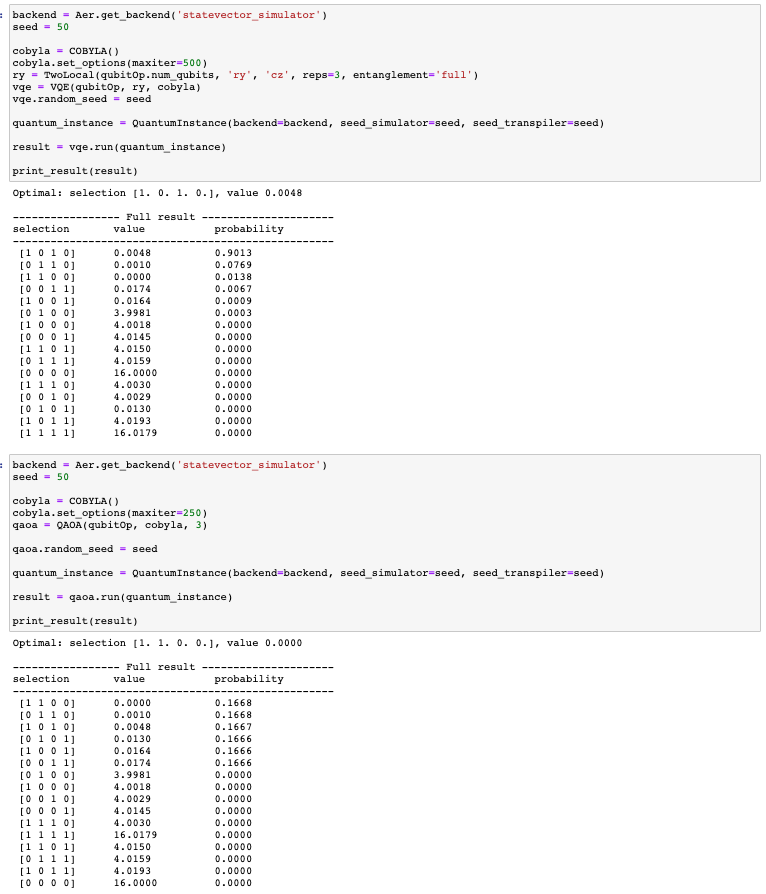 : backend = Aer.get_backend('statevector_simulator')
seed = 50
cobyla = COBYLA()
cobyla.set_options(maxiter=500)
ry = TwoLocal(qubitOp.num_qubits, 'ry', 'cz', reps=3, entanglement='full')
vqe = VQE(qubitOp, ry, cobyla)
vqe.random_seed = seed
quantum_instance = QuantumInstance(backend=backend, seed_simulator=seed, seed_transpiler=seed)
result = vqe.run(quantum_instance)
print_result(result)
Optimal: selection [1. 0. 1. 0.], value 0.0048
----------------- Full result ---------------------
selection value probability
---------------------------------------------------
[1 0 1 0] 0.0048 0.9013
[0 1 1 0] 0.0010 0.0769
[1 1 0 0] 0.0000 0.0138
[0 0 1 1] 0.0174 0.0067
[1 0 0 1] 0.0164 0.0009
[0 1 0 0] 3.9981 0.0003
[1 0 0 0] 4.0018 0.0000
[0 0 0 1] 4.0145 0.0000
[1 1 0 1] 4.0150 0.0000
[0 1 1 1] 4.0159 0.0000
[0 0 0 0] 16.0000 0.0000
[1 1 1 0] 4.0030 0.0000
[0 0 1 0] 4.0029 0.0000
[0 1 0 1] 0.0130 0.0000
[1 0 1 1] 4.0193 0.0000
[1 1 1 1] 16.0179 0.0000
: backend = Aer.get_backend('statevector_simulator')
seed = 50
cobyla = COBYLA()
cobyla.set_options(maxiter=250)
qaoa = QAOA(qubitOp, cobyla, 3)
qaoa.random_seed = seed
quantum_instance = QuantumInstance(backend=backend, seed_simulator=seed, seed_transpiler=seed)
result = qaoa.run(quantum_instance)
print_result(result)
Optimal: selection [1. 1. 0. 0.], value 0.0000
----------------- Full result ---------------------
selection value probability
---------------------------------------------------
[1 1 0 0] 0.0000 0.1668
[0 1 1 0] 0.0010 0.1668
[1 0 1 0] 0.0048 0.1667
[0 1 0 1] 0.0130 0.1666
[1 0 0 1] 0.0164 0.1666
[0 0 1 1] 0.0174 0.1666
[0 1 0 0] 3.9981 0.0000
[1 0 0 0] 4.0018 0.0000
[0 0 1 0] 4.0029 0.0000
[0 0 0 1] 4.0145 0.0000
[1 1 1 0] 4.0030 0.0000
[1 1 1 1] 16.0179 0.0000
[1 1 0 1] 4.0150 0.0000
[0 1 1 1] 4.0159 0.0000
[1 0 1 1] 4.0193 0.0000
[0 0 0 0] 16.0000 0.0000